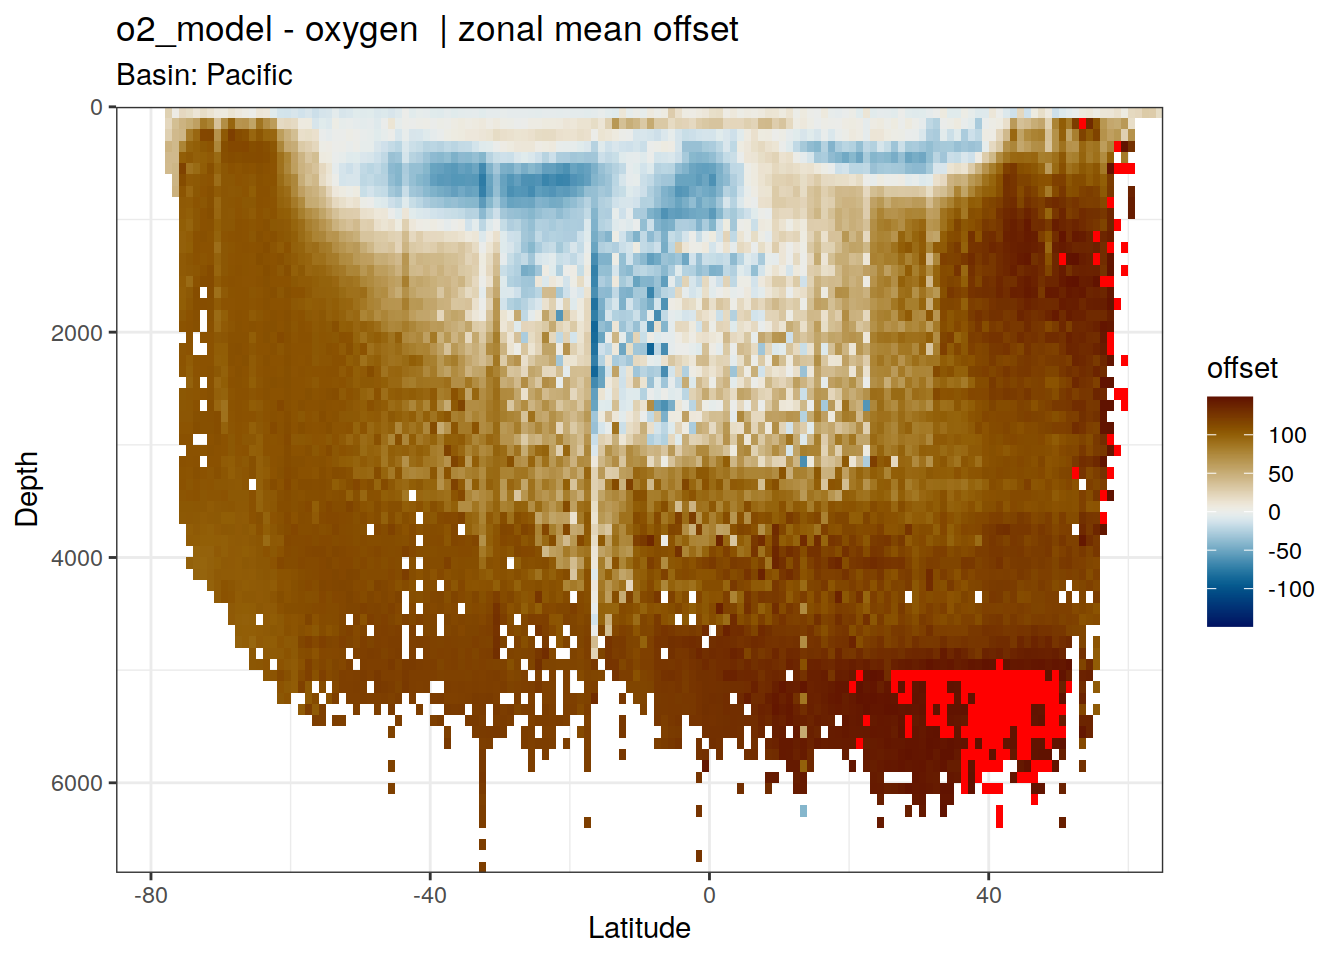 o2_model - oxygen  | zonal mean offset
Basin: Pacific
0
2000
4000
6000
Depth
-80
-40
0
40
Latitude
offset
100
50
0
-50
-100